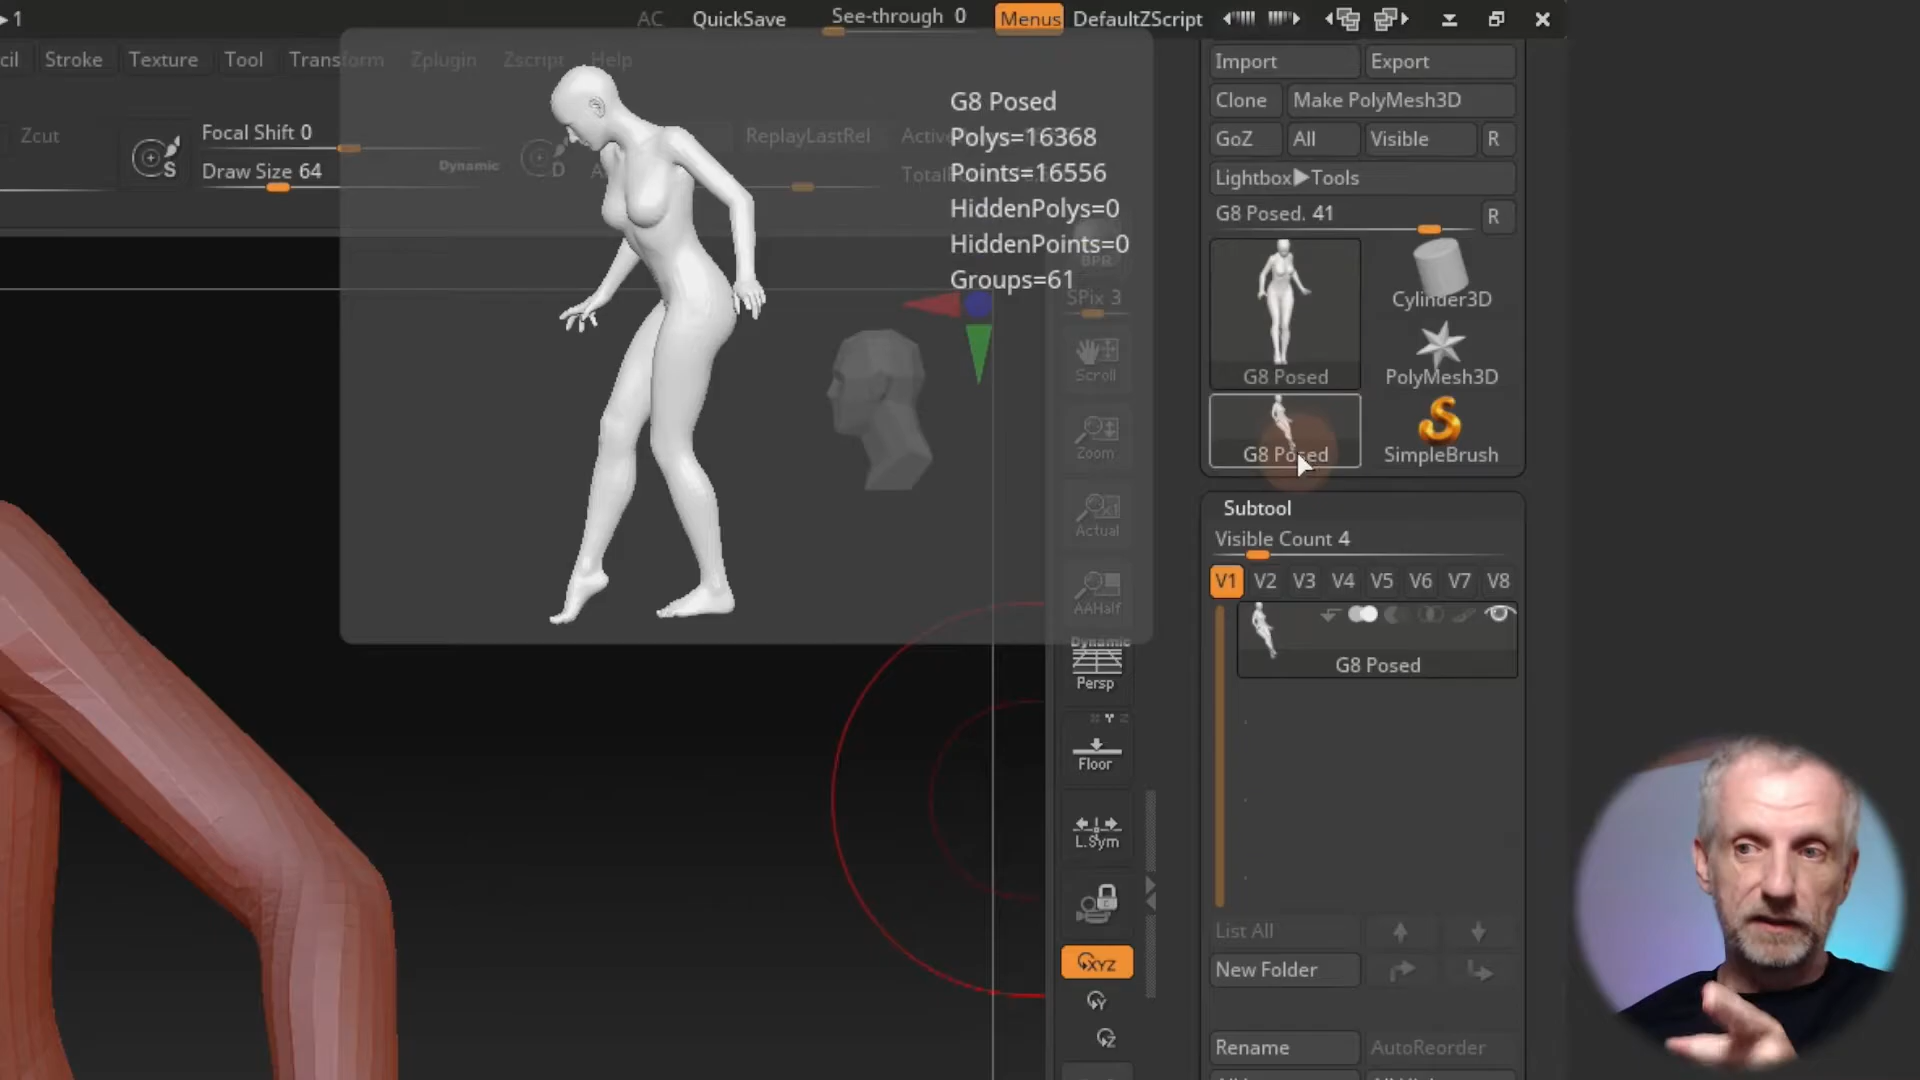 1
AC
QuickSave
See-through 0
Menus
DefaultZScript
cil
Stroke
Texture
Tool
Transform
Zplugin
Zscript
Help
Zcut
S
Focal Shift 0
Draw Size 64
Dynamic
D
ReplayLastRel
G8 Posed
Polys=16368
Points=16556
HiddenPolys=0
HiddenPoints=0
Groups=61
BPR
SPix 3
Scroll
Zoom
Actual
AAHalf
Dynamic
Persp
Floor
L.Sym
XYZ
Y
Z
Import
Export
Clone
Make PolyMesh3D
GoZ
All
Visible
R
Lightbox▶Tools
G8 Posed. 41
R
G8 Posed
Cylinder3D
PolyMesh3D
G8 Posed
SimpleBrush
Subtool
Visible Count 4
V1
V2
V3
V4
V5
V6
V7
V8
G8 Posed
List All
New Folder
Rename
AutoReorder